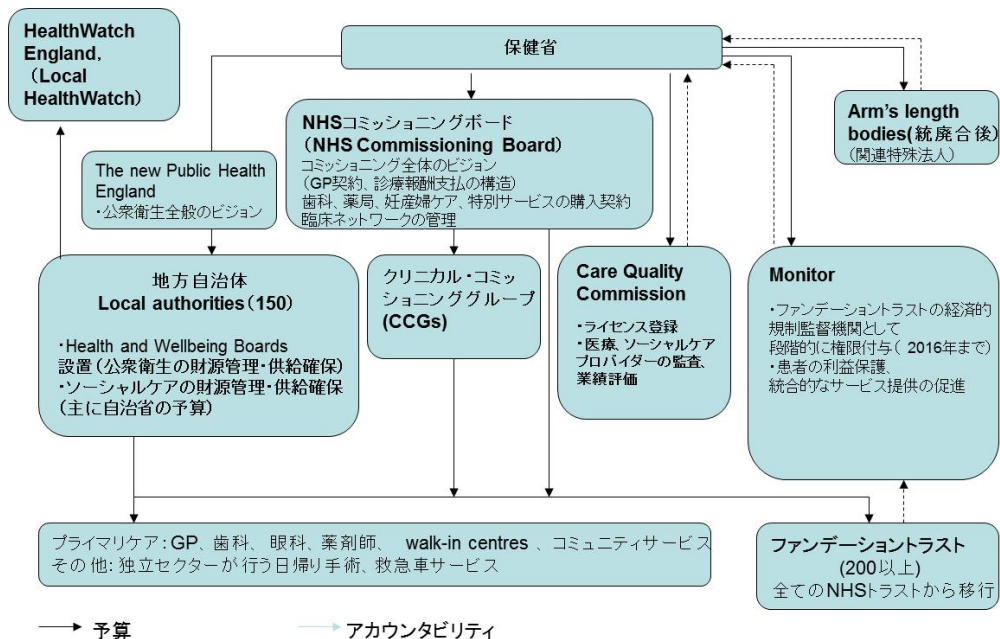 HealthWatch
England,
(Local
HealthWatch)
保健省
Arm's length
bodies(統廃合後)
(関連特殊法人)
NHSコミッショニングボード
(NHS Commissioning Board)
コミッショニング全体のビジョン
(GP契約、診療報酬支払の構造)
歯科、薬局、妊産婦ケア、特別サービスの購入契約
臨床ネットワークの管理
The new Public Health
England
・公衆衛生全般のビジョン
地方自治体
Local authorities(150)
・Health and Wellbeing Boards
設置(公衆衛生の財源管理・供給確保)
・ソーシャルケアの財源管理・供給確保
(主に自治省の予算)
クリニカル・コミ
ッショニンググループ
(CCGs)
Care Quality
Commission
・ライセンス登録
・医療、ソーシャルケア
プロバイダーの監査、
業績評価
Monitor
・ファンデーショントラストの経済的
規制監督機関として
段階的に権限付与( 2016年まで)
・患者の利益保護、
統合的なサービス提供の促進
プライマリケア:GP、歯科、眼科、薬剤師、 walk-in centres 、コミュニティサービス
その他:独立セクターが行う日帰り手術、救急車サービス
ファンデーショントラスト
(200以上)
全てのNHSトラストから移行
予算
アカウンタビリティ